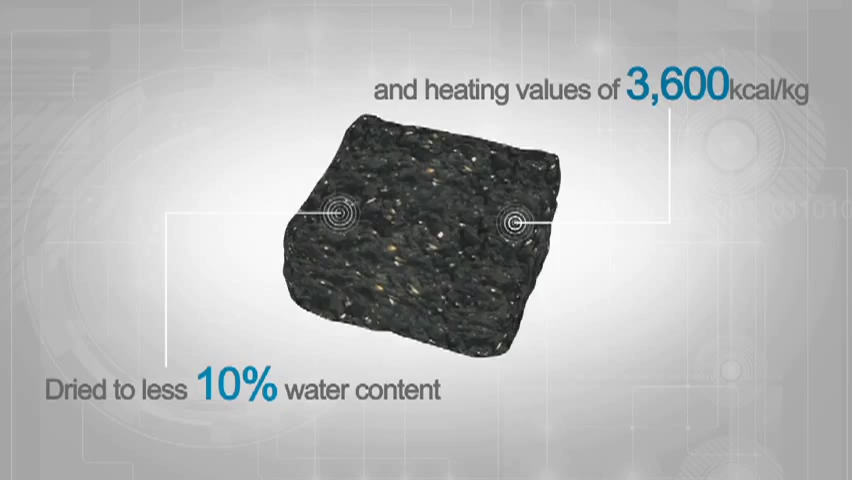 and heating values of 3,600kcal/kg
Dried to less 10% water content